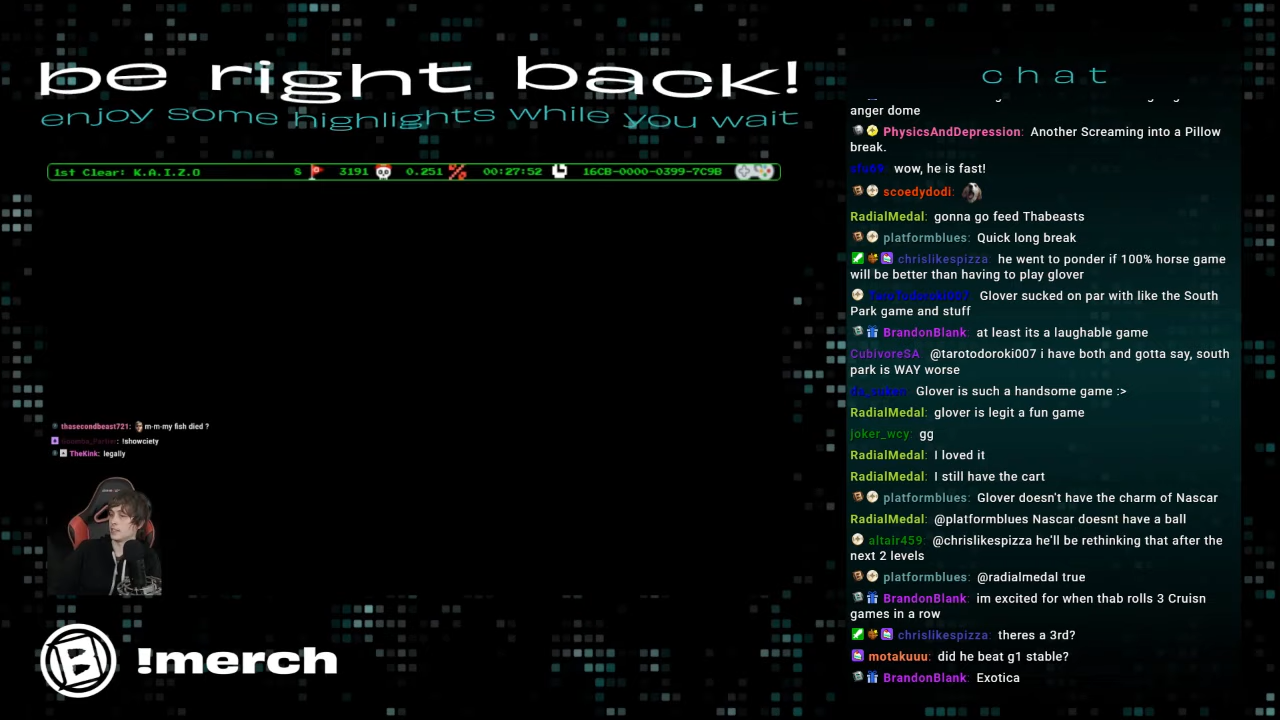 be right back!
enjoy some highlights while you wait
1st Clear: K.A.I.Z.O 8 3191 0.251 00:27:52 16CB-0000-0399-7C9B
thasecondbeast721: m-m-my fish died ?
: !showciety
TheKink: legally
!merch
chat
anger dome
PhysicsAndDepression: Another Screaming into a Pillow
break.
wow, he is fast!
scoedydodi:
RadialMedal: gonna go feed Thabeasts
platformblues: Quick long break
chrislikespizza: he went to ponder if 100% horse game
will be better than having to play glover
TaroTodoroki007: Glover sucked on par with like the South
Park game and stuff
BrandonBlank: at least its a laughable game
CubivoreSA @tarotodoroki007 i have both and gotta say, south
park is WAY worse
Glover is such a handsome game :>
RadialMedal: glover is legit a fun game
joker_wcy: gg
RadialMedal: I loved it
RadialMedal: I still have the cart
platformblues: Glover doesn't have the charm of Nascar
RadialMedal: @platformblues Nascar doesnt have a ball
altair459: @chrislikespizza he'll be rethinking that after the
next 2 levels
platformblues: @radialmedal true
BrandonBlank: im excited for when thab rolls 3 Cruisn
games in a row
chrislikespizza: theres a 3rd?
motakuuu: did he beat g1 stable?
BrandonBlank: Exotica